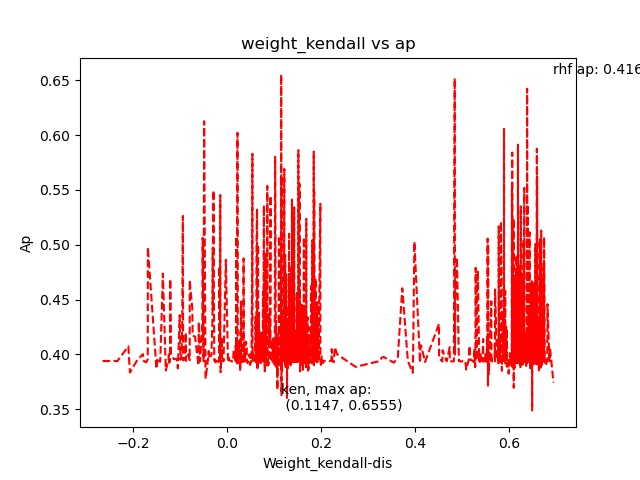 weight_kendall vs ap
rhf ap: 0.416
0.65
0.60
0.55
0.50
0.45
0.40
0.35
Ap
ken, max ap:
(0.1147, 0.6555)
−0.2
0.0
0.2
0.4
0.6
Weight_kendall-dis